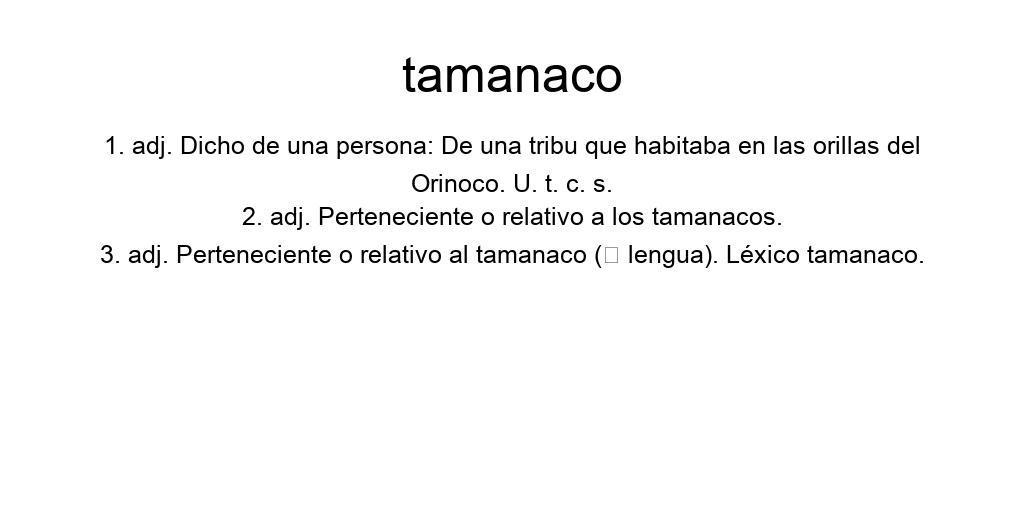 tamanaco
1. adj. Dicho de una persona: De una tribu que habitaba en las orillas del
Orinoco. U. t. c. s.
2. adj. Perteneciente o relativo a los tamanacos.
3. adj. Perteneciente o relativo al tamanaco (□ lengua). Léxico tamanaco.